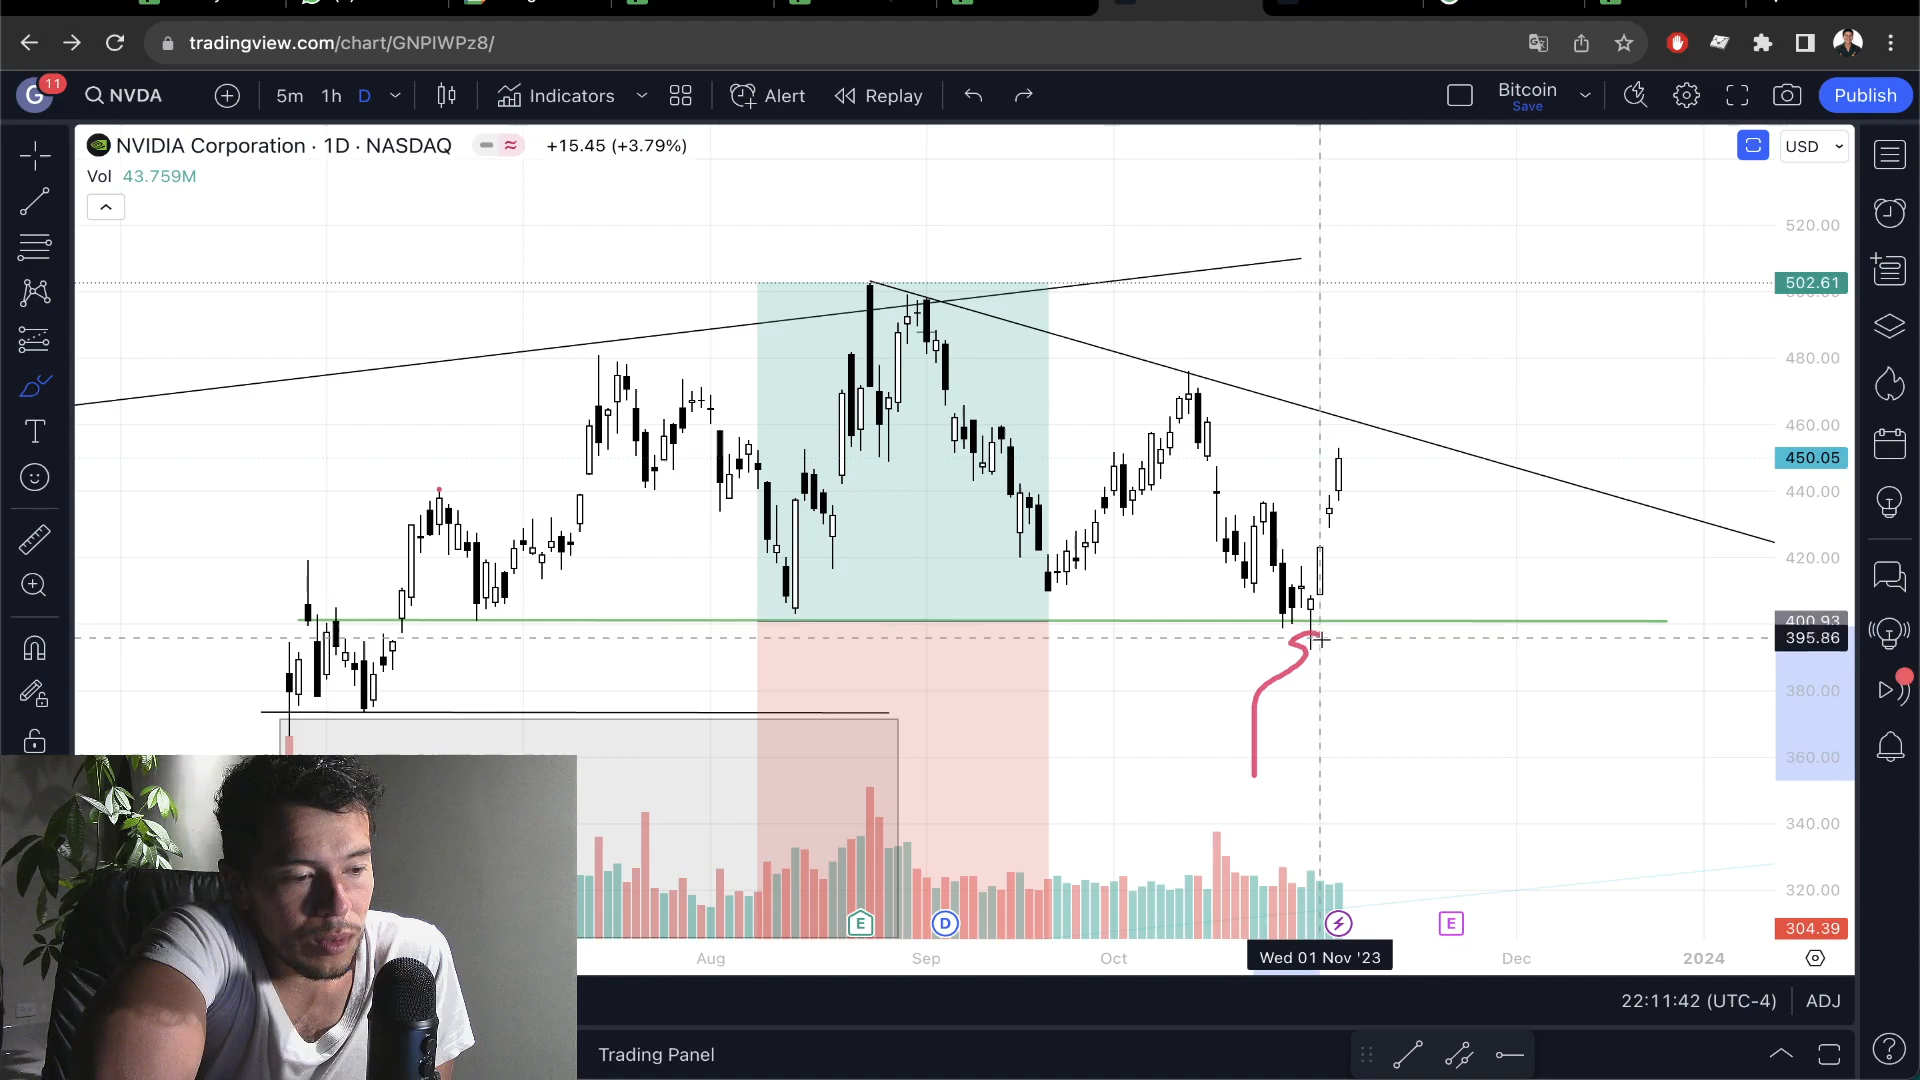 tradingview.com/chart/GNPIWPz8/
G 11 NVDA 5m 1h D Indicators Alert Replay Bitcoin Save Publish
NVIDIA Corporation · 1D · NASDAQ +15.45 (+3.79%) USD
Vol 43.759M
520.00
502.61
480.00
460.00
450.05
440.00
420.00
400.93
395.86
380.00
360.00
340.00
320.00
304.39
E D E
Aug Sep Oct Wed 01 Nov '23 Dec 2024
22:11:42 (UTC-4) ADJ
Trading Panel